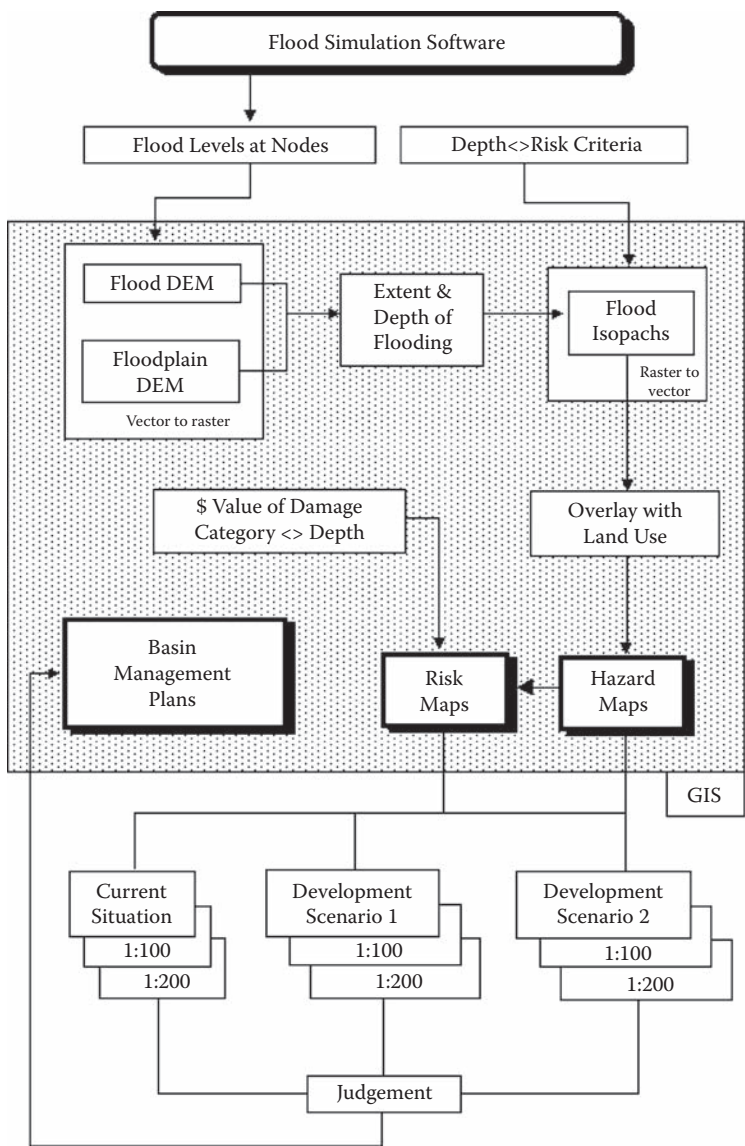 Flood Simulation Software
Flood Levels at Nodes
Depth<>Risk Criteria
Flood DEM
Floodplain
DEM
Vector to raster
Extent &
Depth of
Flooding
Flood
Isopachs
Raster to
vector
$ Value of Damage
Category <> Depth
Overlay with
Land Use
Basin
Management
Plans
Risk
Maps
Hazard
Maps
GIS
Current
Situation
1:100
1:200
Development
Scenario 1
1:100
1:200
Development
Scenario 2
1:100
1:200
Judgement